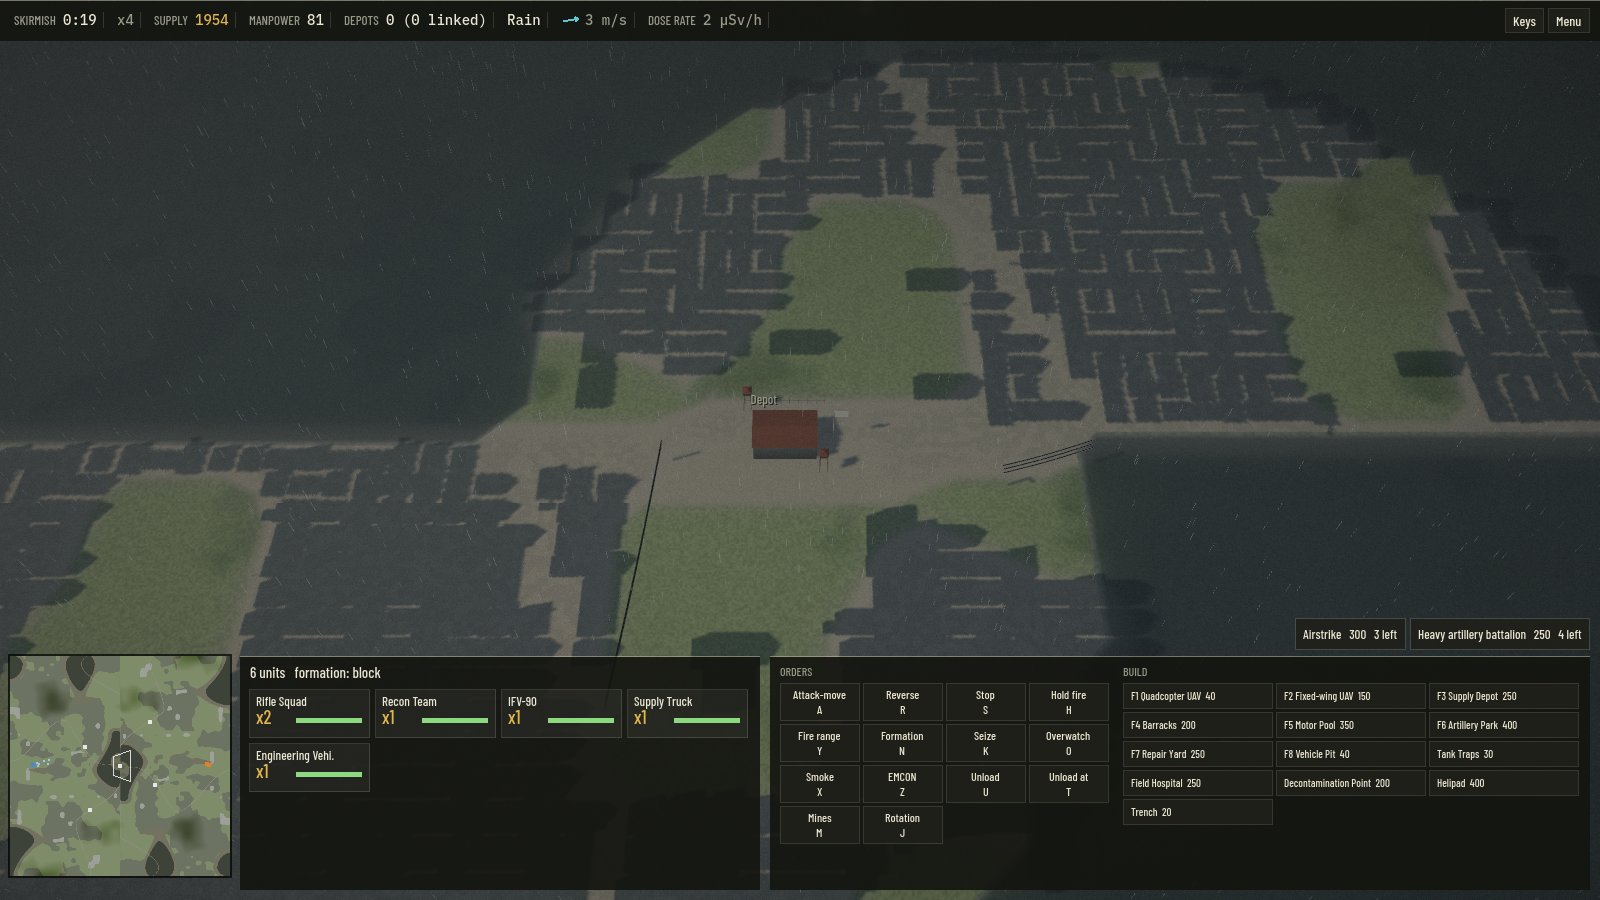 SKIRMISH 0:19 x4 SUPPLY 1954 MANPOWER 81 DEPOTS 0 (0 linked) Rain 3 m/s DOSE RATE 2 µSv/h Keys Menu
Depot
Airstrike 300 3 left Heavy artillery battalion 250 4 left
6 units formation: block
Rifle Squad x2
Recon Team x1
IFV-90 x1
Supply Truck x1
Engineering Vehi. x1
ORDERS
Attack-move A
Reverse R
Stop S
Hold fire H
Fire range Y
Formation N
Seize K
Overwatch O
Smoke X
EMCON Z
Unload U
Unload at T
Mines M
Rotation J
BUILD
F1 Quadcopter UAV 40
F2 Fixed-wing UAV 150
F3 Supply Depot 250
F4 Barracks 200
F5 Motor Pool 350
F6 Artillery Park 400
F7 Repair Yard 250
F8 Vehicle Pit 40
Tank Traps 30
Field Hospital 250
Decontamination Point 200
Helipad 400
Trench 20